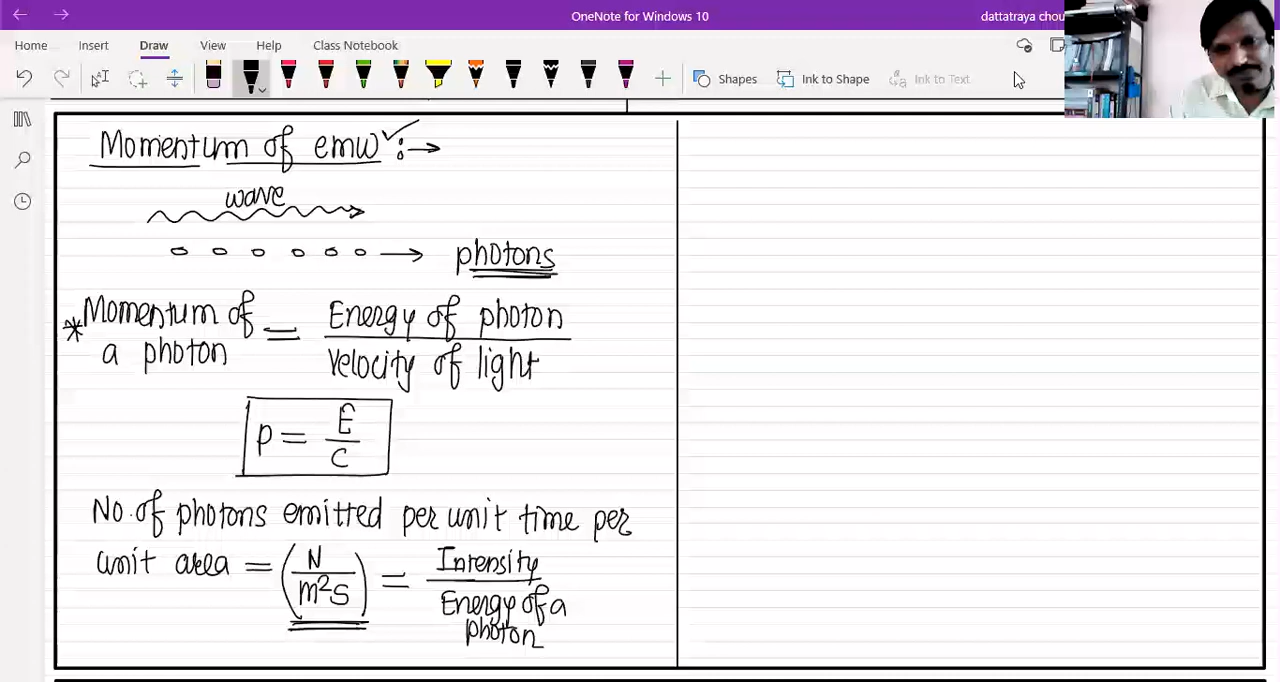 OneNote for Windows 10
dattatraya chou
Home Insert Draw View Help Class Notebook
Shapes Ink to Shape Ink to Text
Momentum of emw✓:→
wave
photons
*Momentum of a photon = Energy of photon / Velocity of light
P = E / C
No. of photons emitted per unit time per
unit area = (N / m²s) = Intensity / Energy of a photon